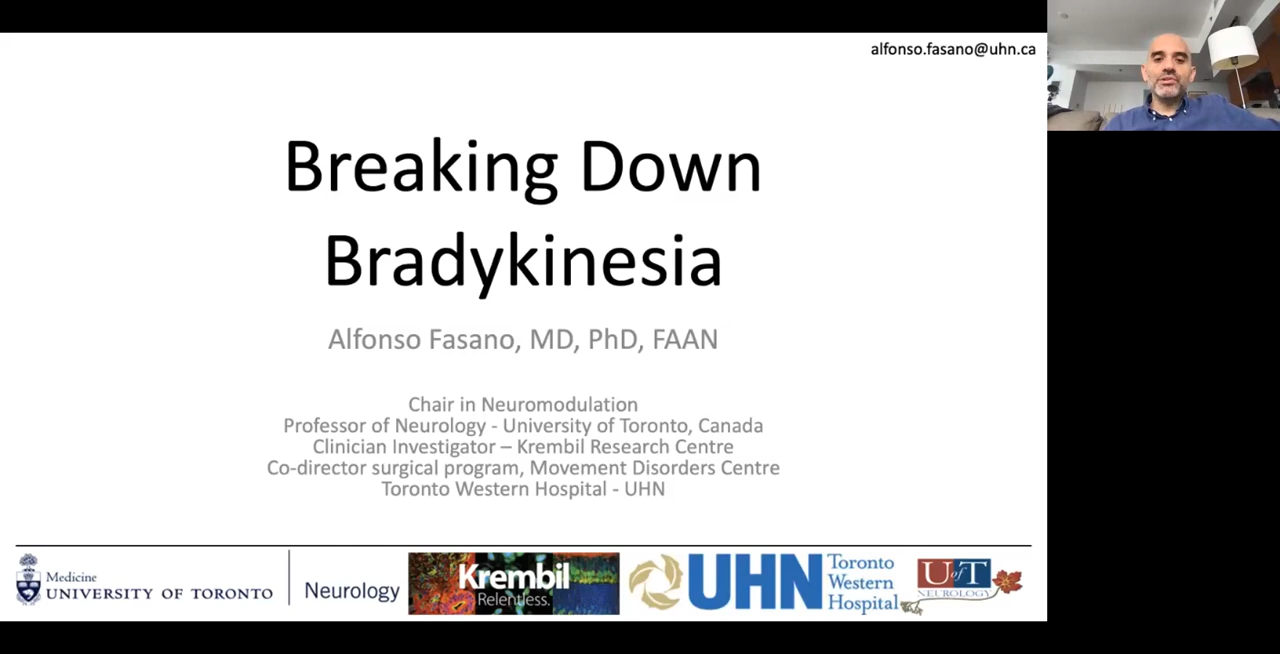 alfonso.fasano@uhn.ca
Breaking Down
Bradykinesia
Alfonso Fasano, MD, PhD, FAAN
Chair in Neuromodulation
Professor of Neurology - University of Toronto, Canada
Clinician Investigator – Krembil Research Centre
Co-director surgical program, Movement Disorders Centre
Toronto Western Hospital - UHN
Medicine
UNIVERSITY OF TORONTO
Neurology
Krembil
Relentless.
UHN
Toronto
Western
Hospital
U of T
NEUROLOGY